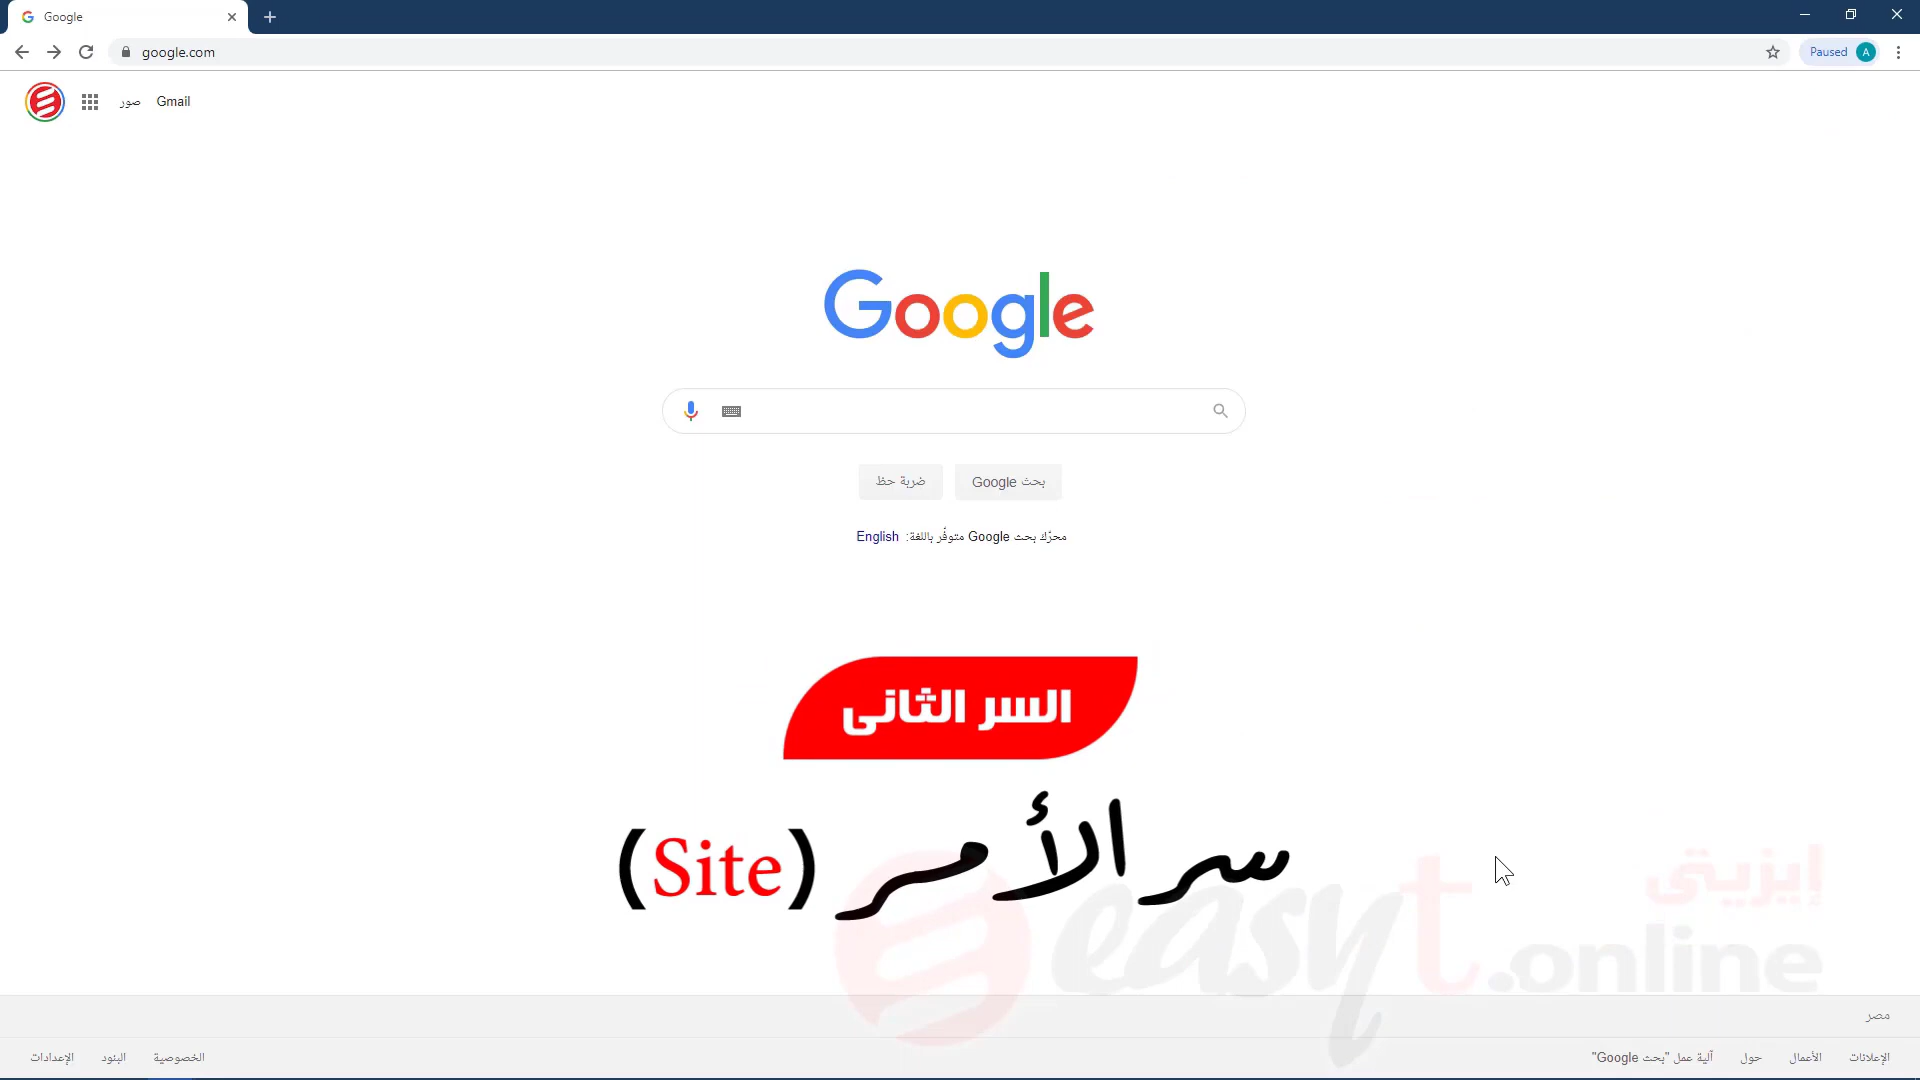 Google
google.com
Paused A
Gmail
صور
Google
بحث Google
ضربة حظ
محرّك بحث Google متوفّر باللغة: English
السر الثانى
سر الأمر (Site)
إيزيتى
easyt.online
مصر
الإعلانات
الأعمال
حول
آلية عمل "بحث Google"
الخصوصية
البنود
الإعدادات